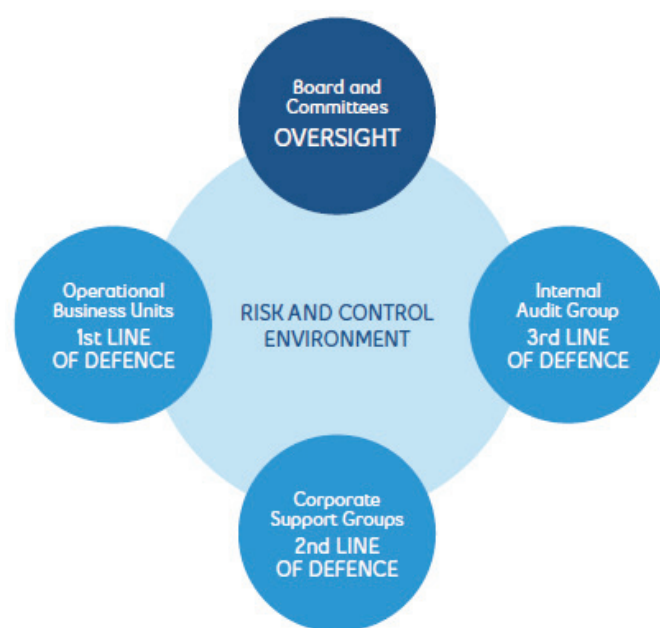 Board and
Committees
OVERSIGHT
Operational
Business Units
1st LINE
OF DEFENCE
RISK AND CONTROL
ENVIRONMENT
Internal
Audit Group
3rd LINE
OF DEFENCE
Corporate
Support Groups
2nd LINE
OF DEFENCE